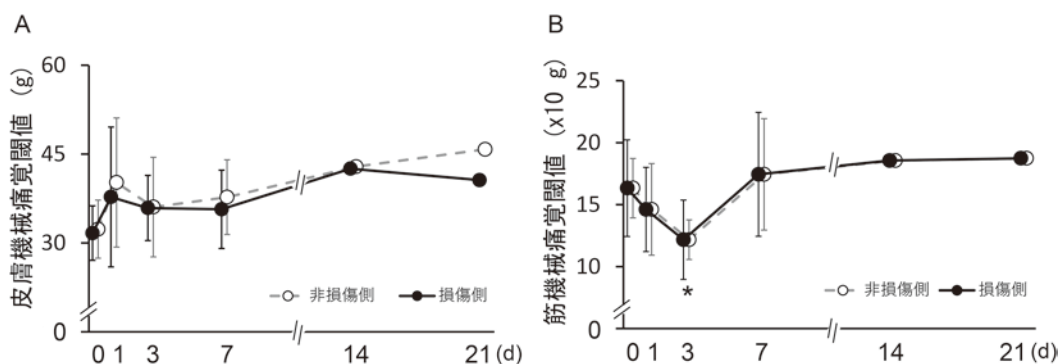 A
皮膚機械痛覚閾値 (g)
60
45
30
0
非損傷側 損傷側
0 1 3 7 14 21 (d)
B
筋機械痛覚閾値 (x10 g)
25
20
15
10
0
*
非損傷側 損傷側
0 1 3 7 14 21 (d)